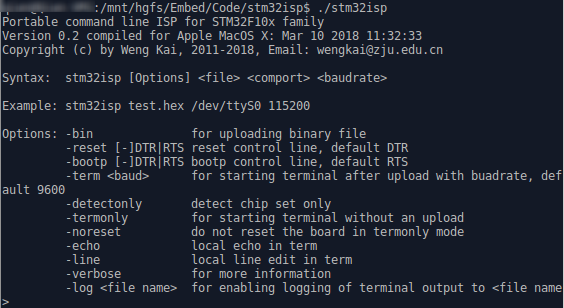 :/mnt/hgfs/Embed/Code/stm32isp$ ./stm32isp
Portable command line ISP for STM32F10x family
Version 0.2 compiled for Apple MacOS X: Mar 10 2018 11:32:33
Copyright (c) by Weng Kai, 2011-2018, Email: wengkai@zju.edu.cn
Syntax:  stm32isp [Options] <file> <comport> <baudrate>
Example: stm32isp test.hex /dev/ttyS0 115200
Options: -bin              for uploading binary file
         -reset [-]DTR|RTS reset control line, default DTR
         -bootp [-]DTR|RTS bootp control line, default RTS
         -term <baud>      for starting terminal after upload with buadrate, def
ault 9600
         -detectonly       detect chip set only
         -termonly         for starting terminal without an upload
         -noreset          do not reset the board in termonly mode
         -echo             local echo in term
         -line             local line edit in term
         -verbose          for more information
         -log <file name>  for enabling logging of terminal output to <file name
>